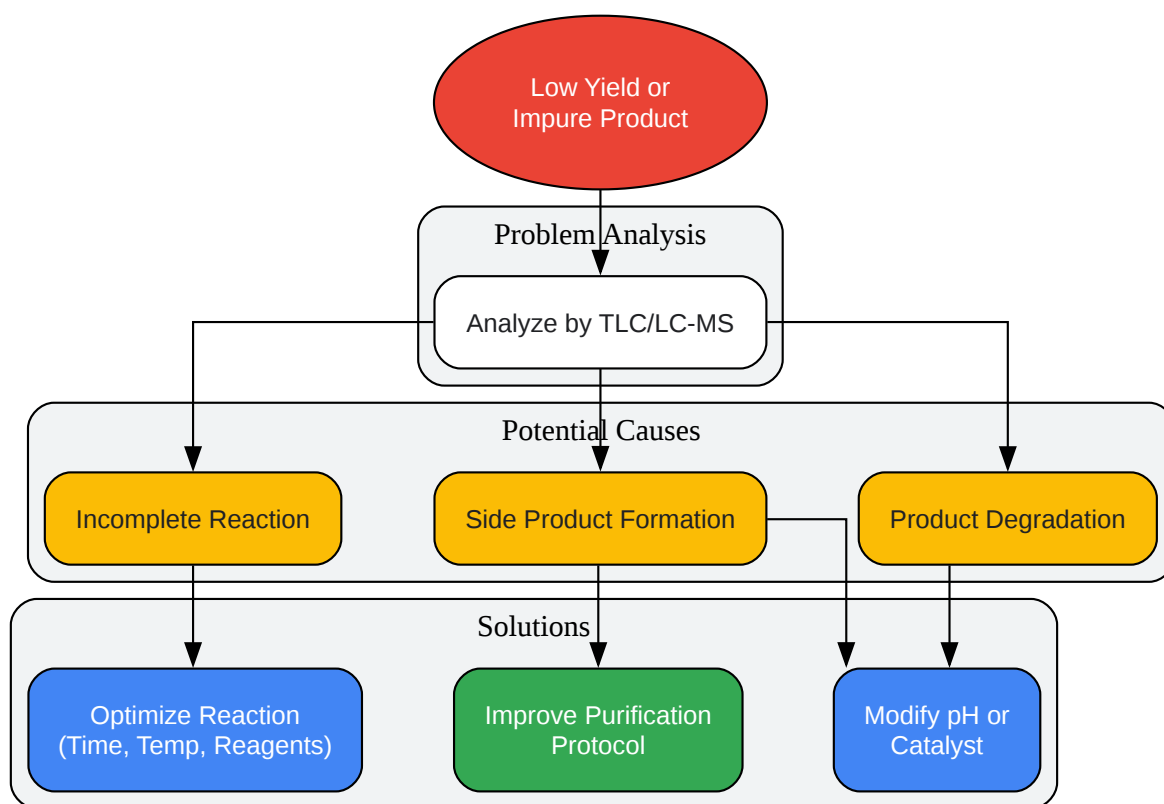 Low Yield or
Impure Product
Problem Analysis
Analyze by TLC/LC-MS
Potential Causes
Incomplete Reaction
Side Product Formation
Product Degradation
Solutions
Optimize Reaction
(Time, Temp, Reagents)
Improve Purification
Protocol
Modify pH or
Catalyst